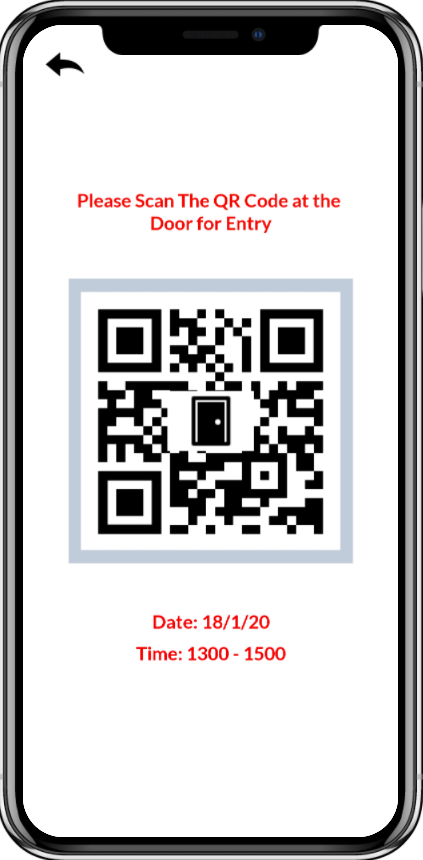 Please Scan The QR Code at the
Door for Entry
Date: 18/1/20
Time: 1300 - 1500